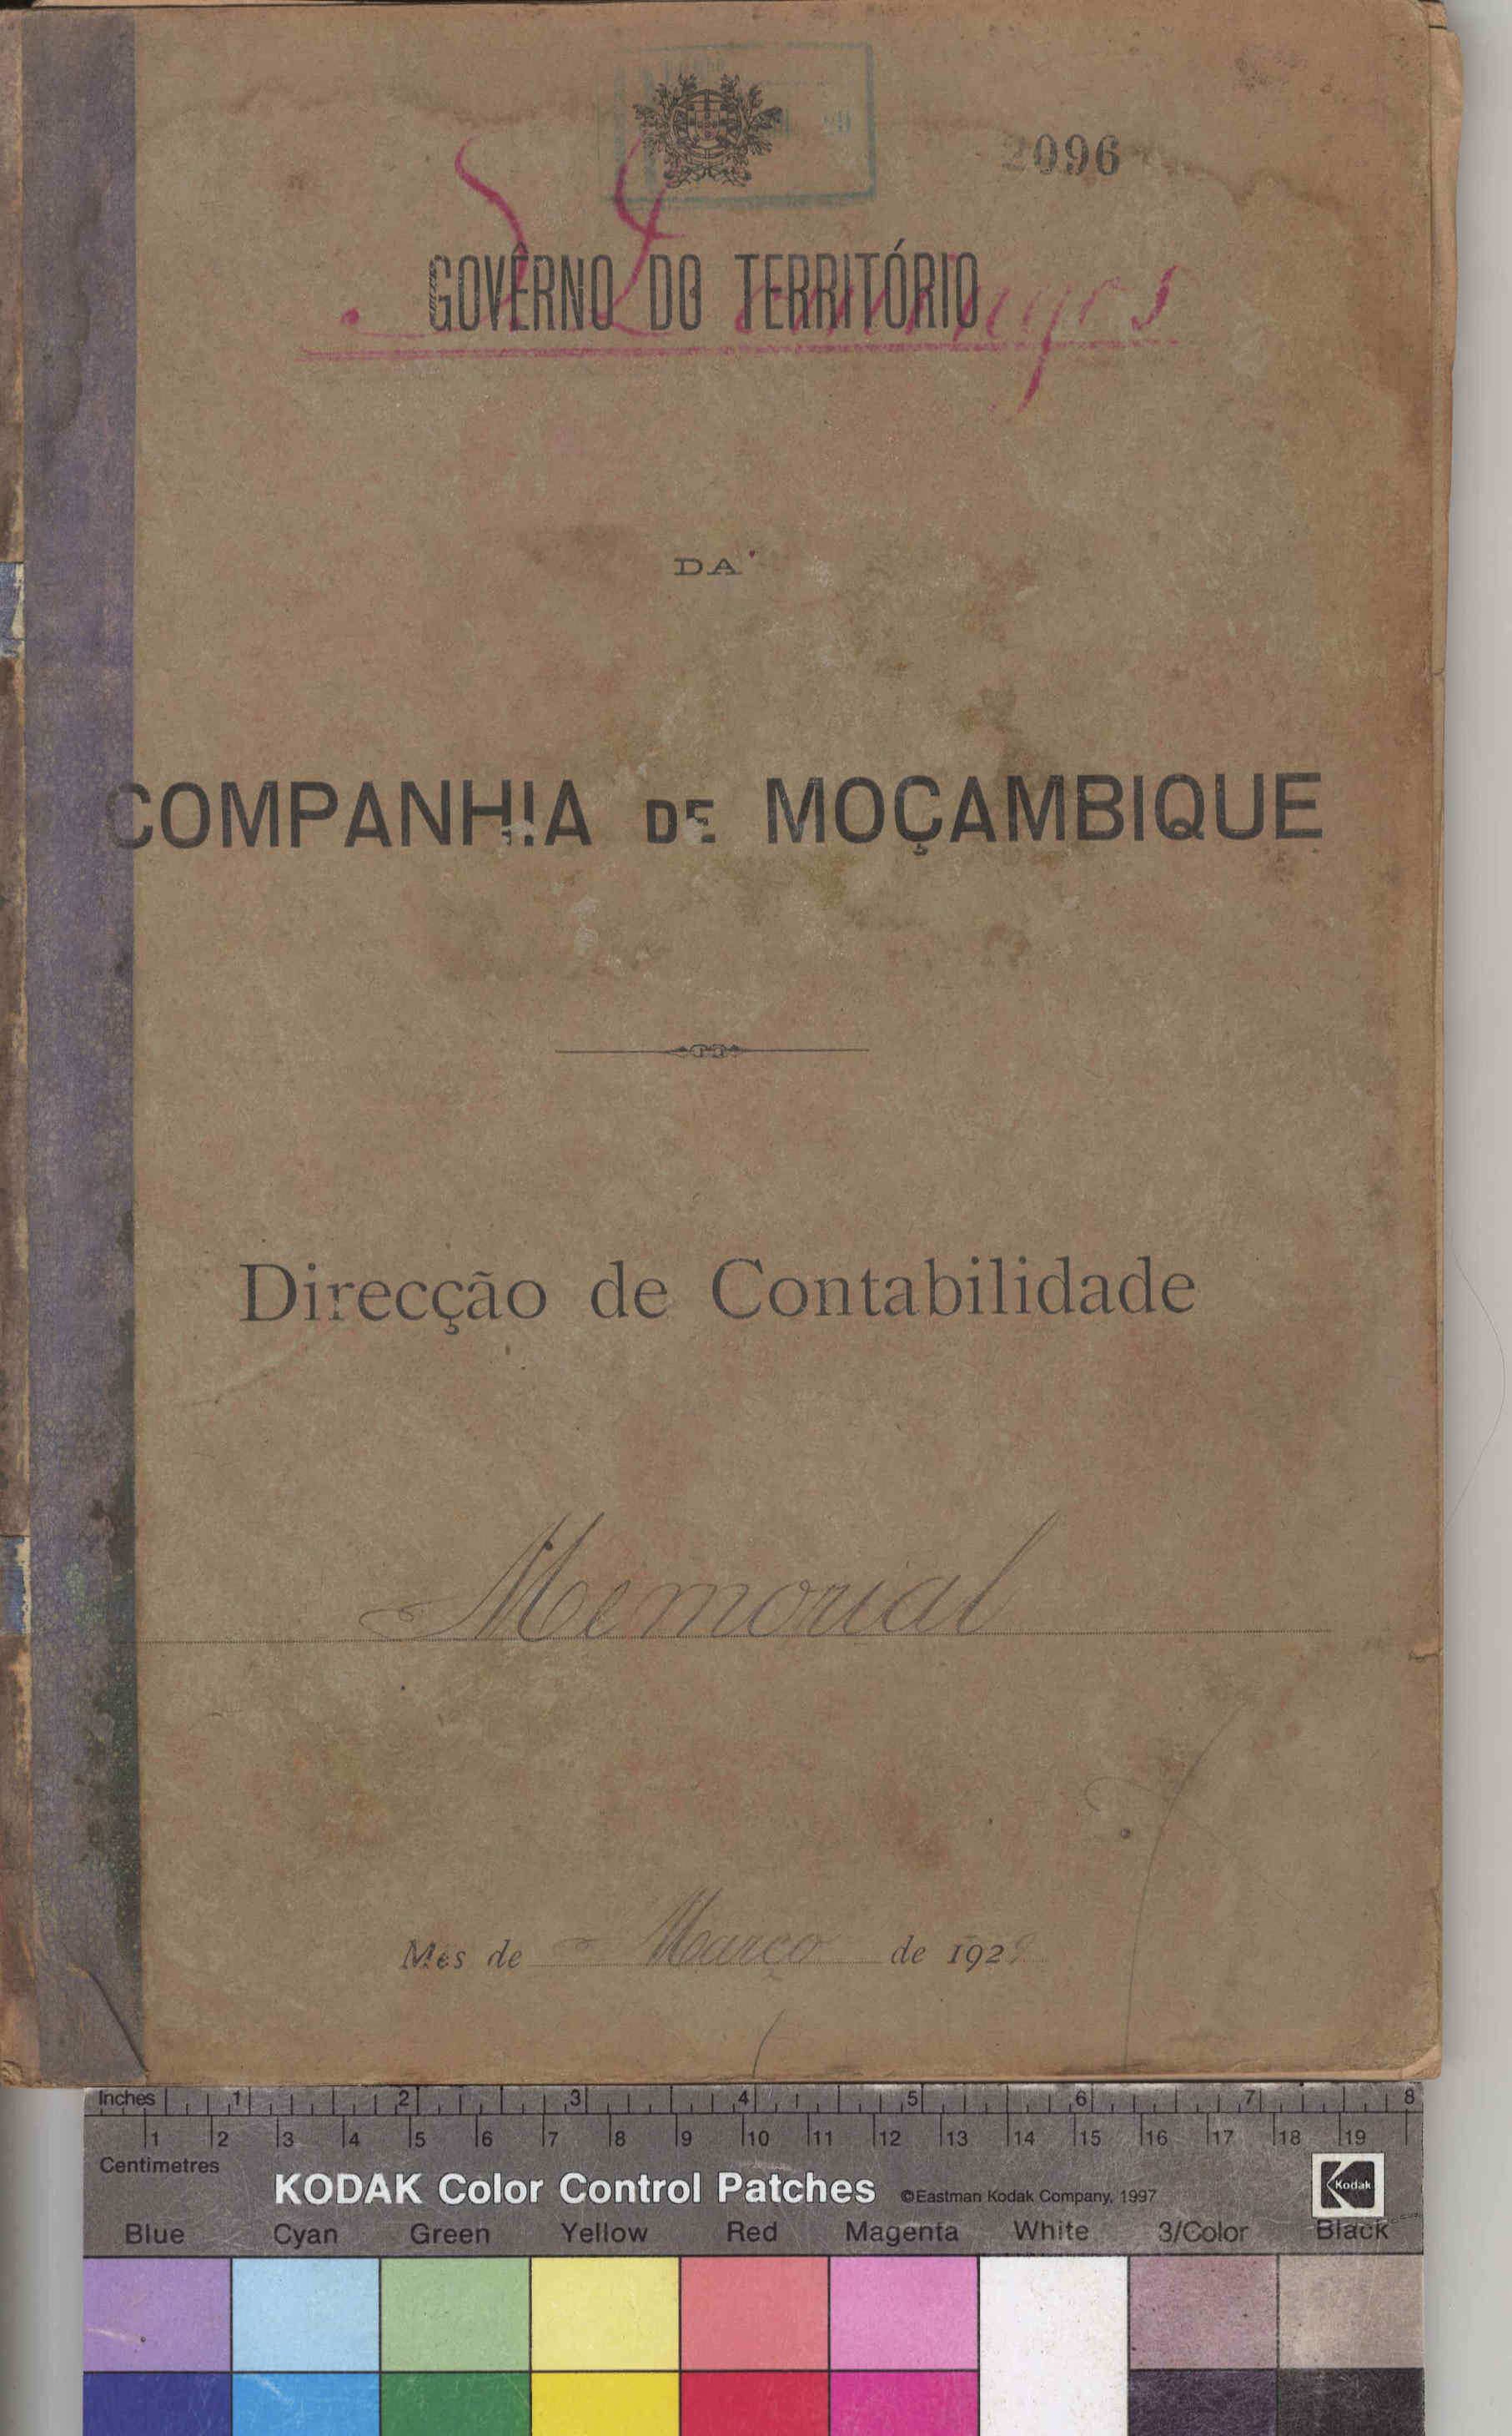 2096
GOVÊRNO DO TERRITÓRIO
DA
COMPANHIA DE MOÇAMBIQUE
Direcção de Contabilidade
Memorial
Mes de Março de 192
Inches 1 2 3 4 5 6 7 8
1 2 3 4 5 6 7 8 9 10 11 12 13 14 15 16 17 18 19
Centimetres
KODAK Color Control Patches ©Eastman Kodak Company, 1997 Kodak
Blue Cyan Green Yellow Red Magenta White 3/Color Black